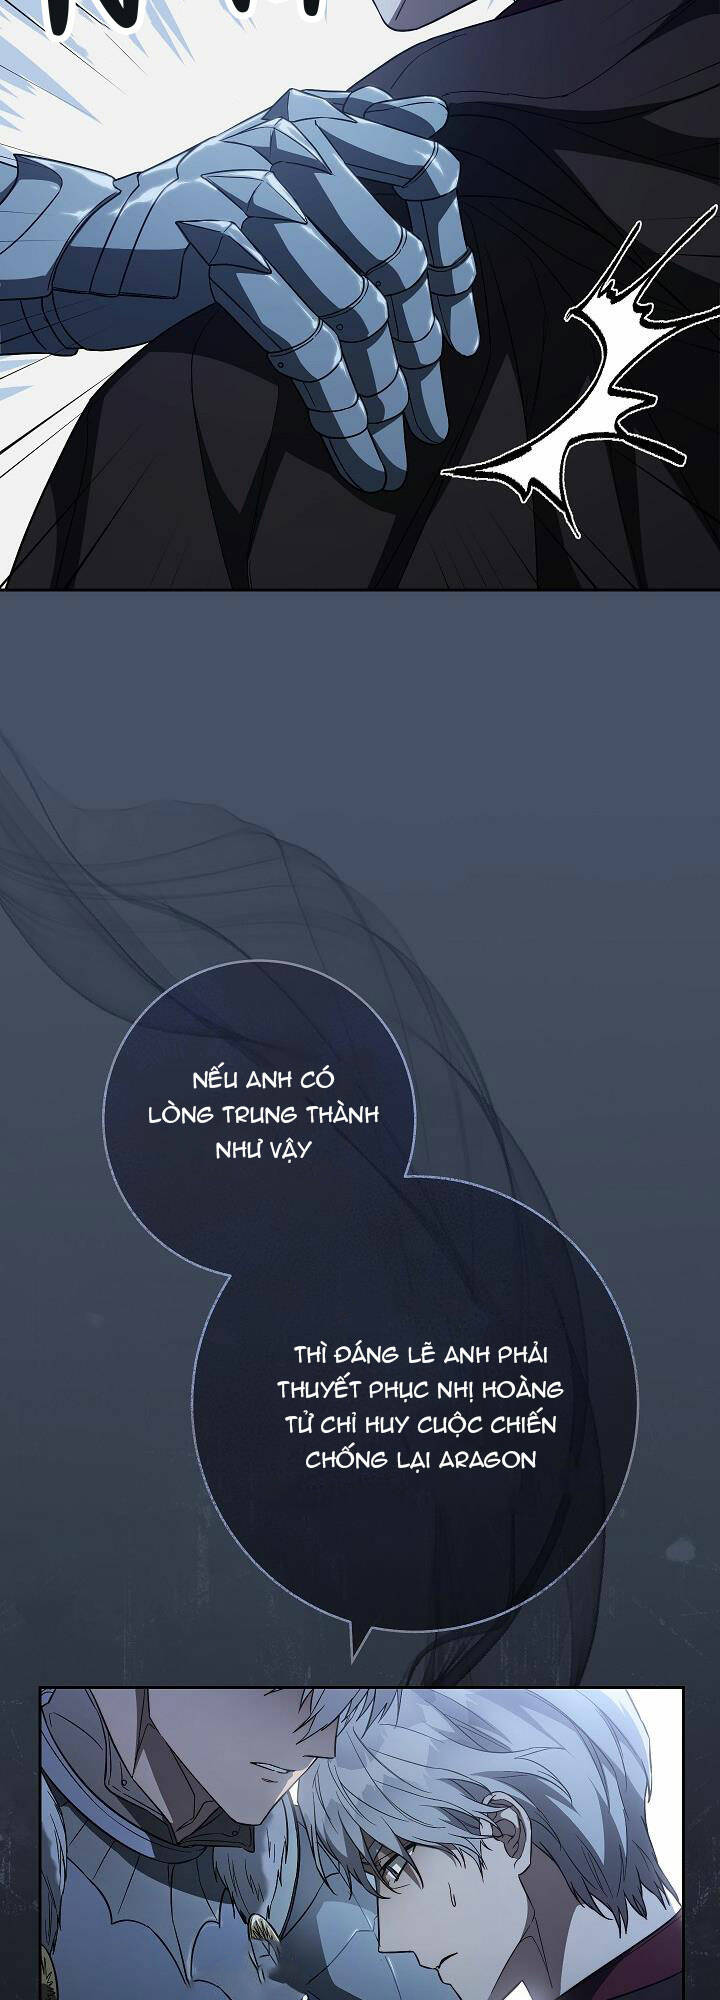 NẾU ANH CÓ
LÒNG TRUNG THÀNH
NHƯ VẬY
THÌ ĐÁNG LẼ ANH PHẢI
THUYẾT PHỤC NHỊ HOÀNG
TỬ CHỈ HUY CUỘC CHIẾN
CHỐNG LẠI ARAGON